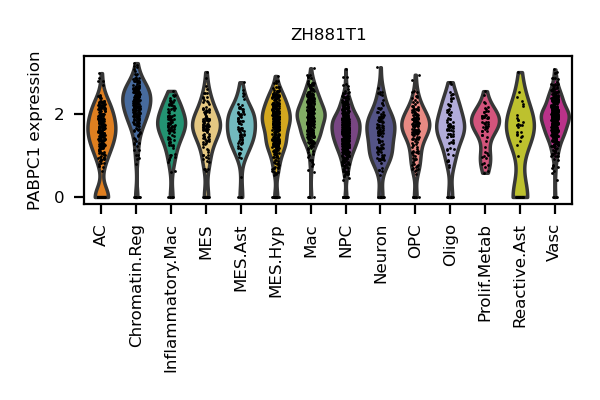 ZH881T1
PABPC1 expression
2
0
AC
Chromatin.Reg
Inflammatory.Mac
MES
MES.Ast
MES.Hyp
Mac
NPC
Neuron
OPC
Oligo
Prolif.Metab
Reactive.Ast
Vasc